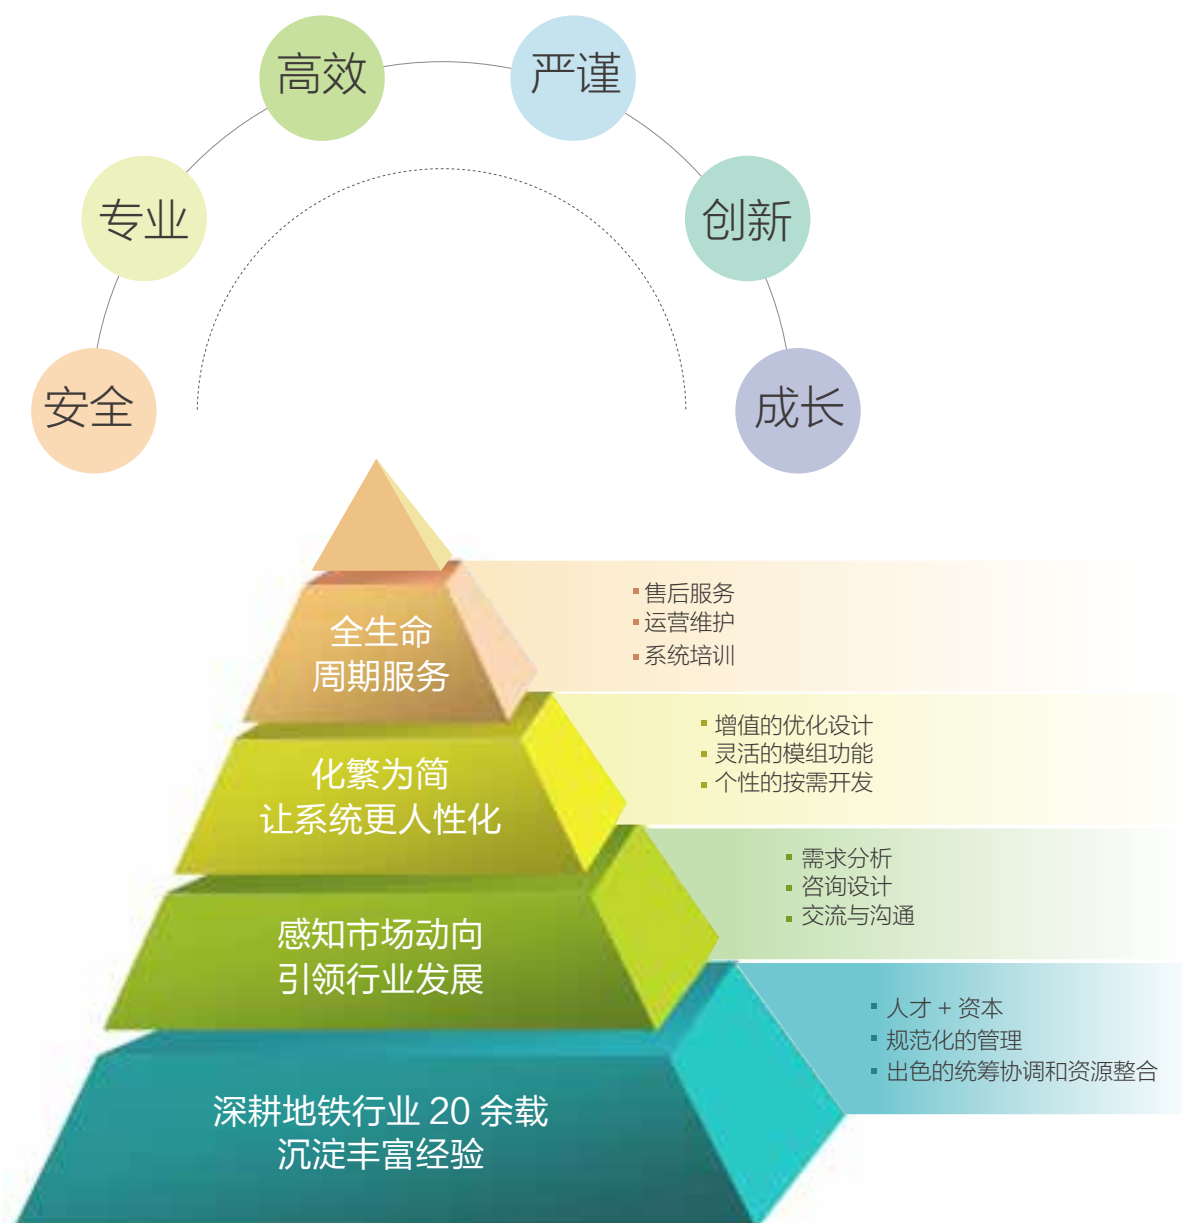 高效
严谨
专业
创新
安全
成长
全生命
周期服务
售后服务
运营维护
系统培训
化繁为简
让系统更人性化
增值的优化设计
灵活的模组功能
个性的按需开发
感知市场动向
引领行业发展
需求分析
咨询设计
交流与沟通
深耕地铁行业 20 余载
沉淀丰富经验
人才 + 资本
规范化的管理
出色的统筹协调和资源整合